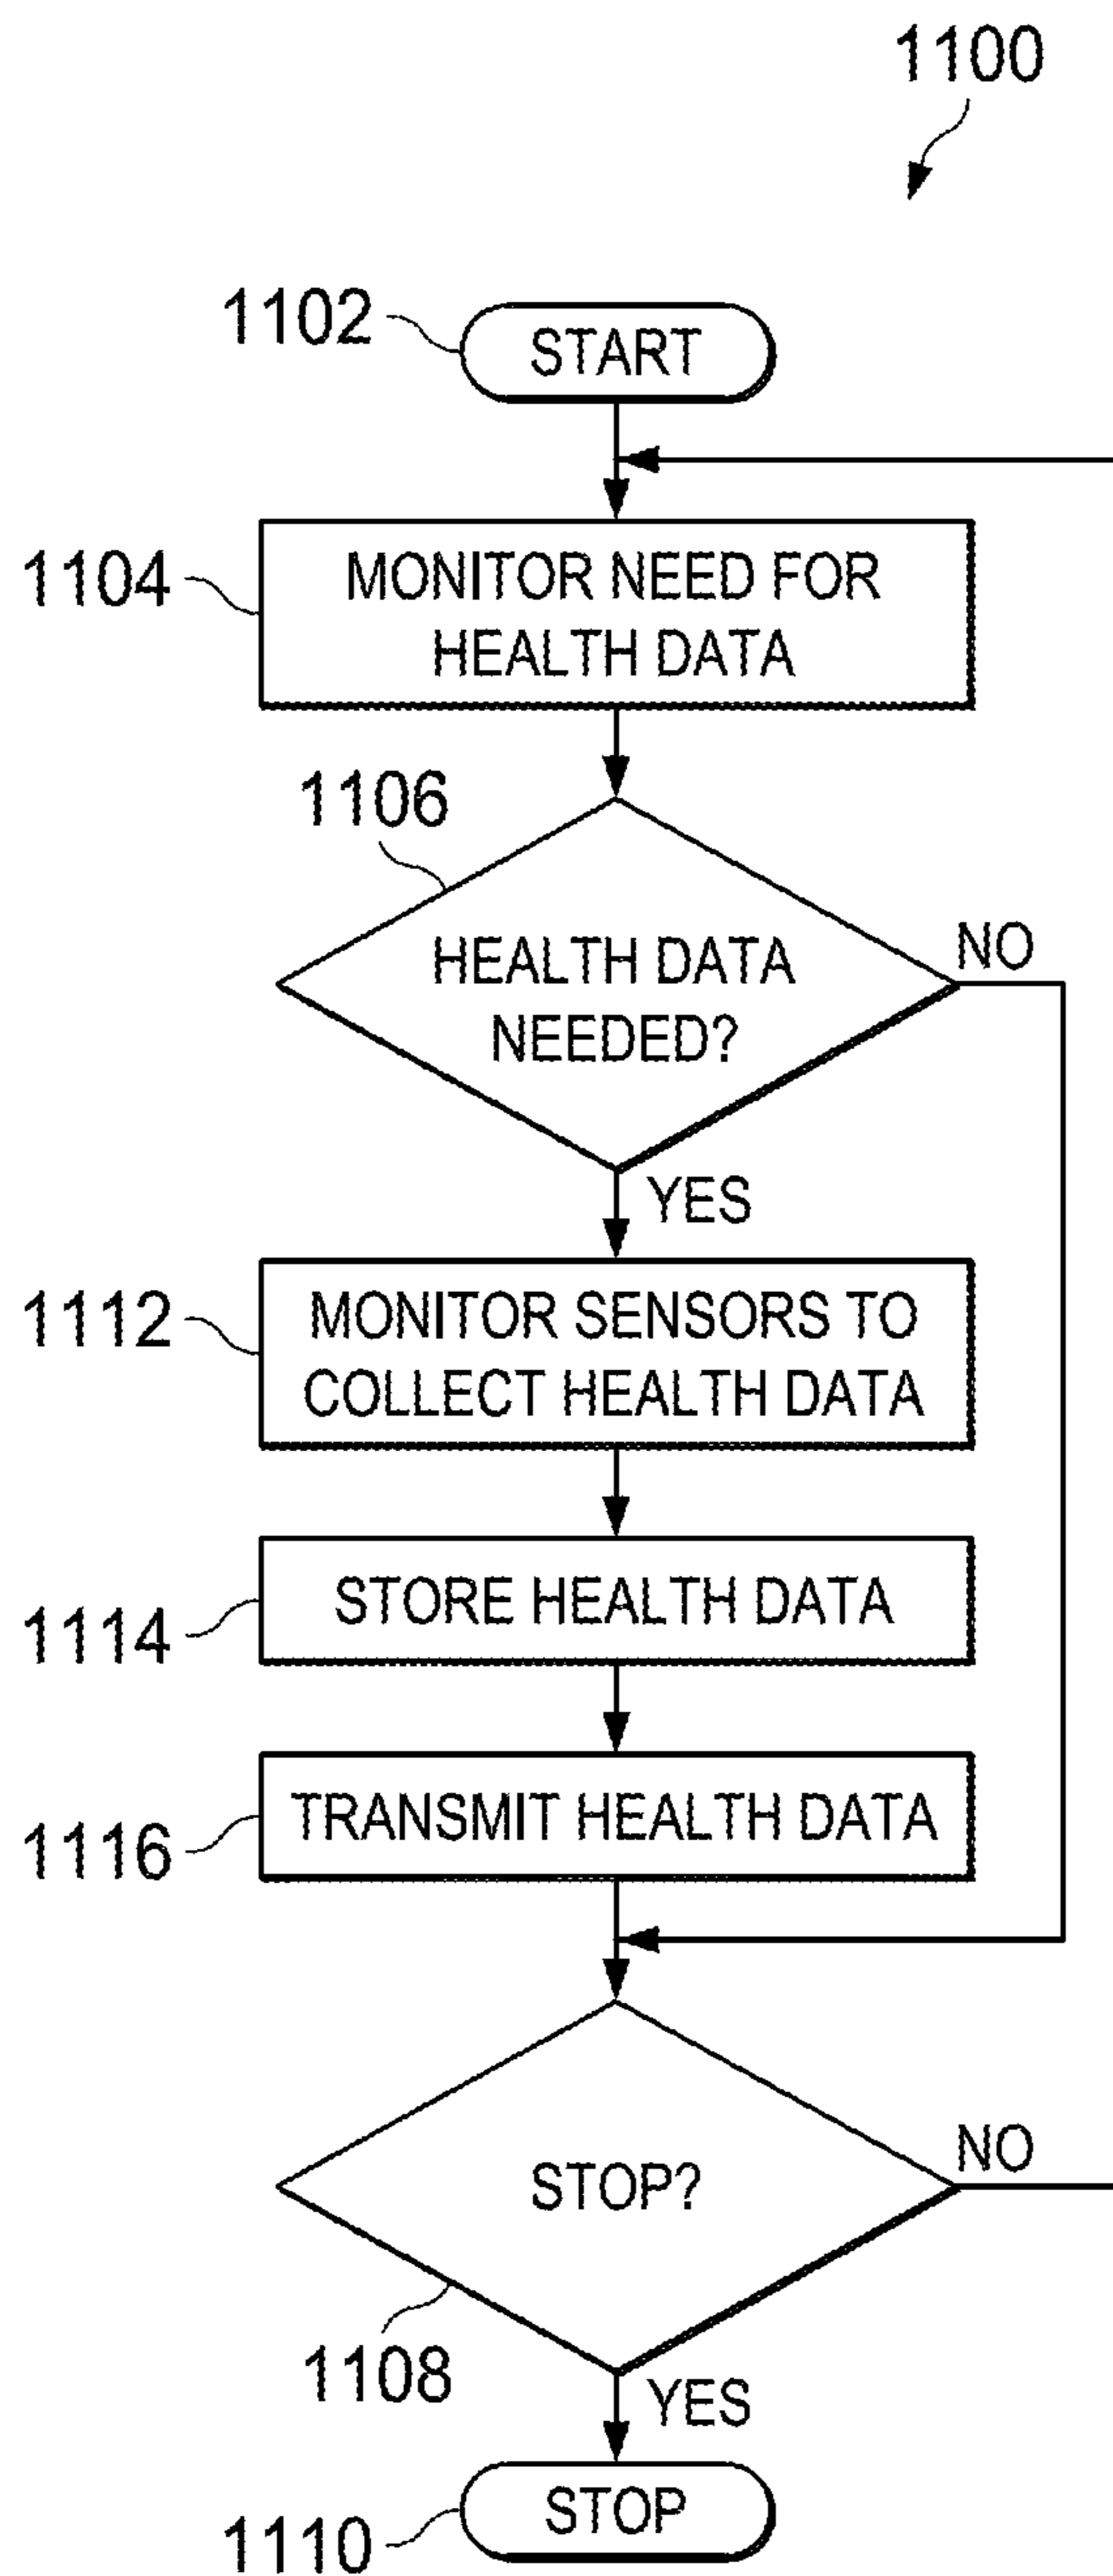 1100
1102
START
1104
MONITOR NEED FOR
HEALTH DATA
1106
HEALTH DATA
NEEDED?
NO
YES
1112
MONITOR SENSORS TO
COLLECT HEALTH DATA
1114
STORE HEALTH DATA
1116
TRANSMIT HEALTH DATA
STOP?
NO
1108
YES
1110
STOP